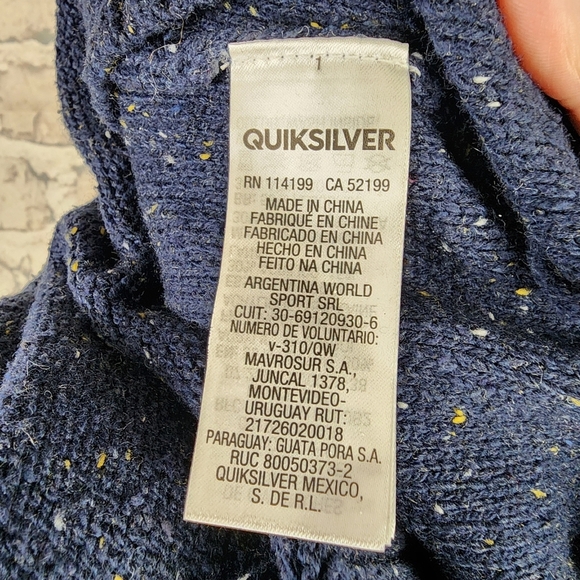 1
QUIKSILVER
RN 114199 CA 52199
MADE IN CHINA
FABRIQUÉ EN CHINE
FABRICADO EN CHINA
HECHO EN CHINA
FEITO NA CHINA
ARGENTINA WORLD
SPORT SRL
CUIT: 30-69120930-6
NUMERO DE VOLUNTARIO:
v-310/QW
MAVROSUR S.A.,
JUNCAL 1378,
MONTEVIDEO-
URUGUAY RUT:
21726020018
PARAGUAY: GUATA PORA S.A.
RUC 80050373-2
QUIKSILVER MEXICO,
S. DE R.L.